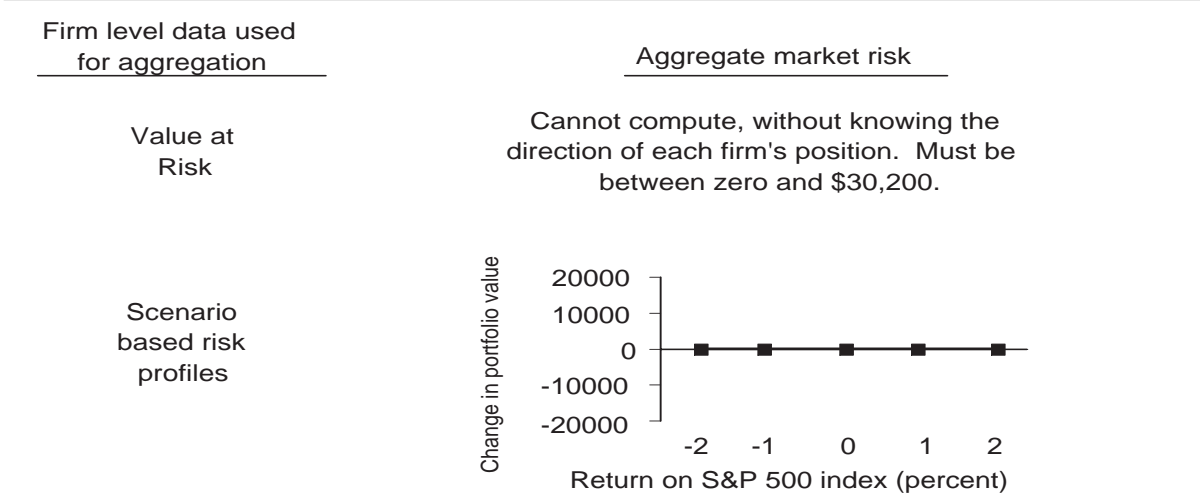 Firm level data used
for aggregation
Aggregate market risk
Value at
Risk
Cannot compute, without knowing the
direction of each firm's position. Must be
between zero and $30,200.
Scenario
based risk
profiles
Change in portfolio value
20000
10000
0
-10000
-20000
-2 -1 0 1 2
Return on S&P 500 index (percent)